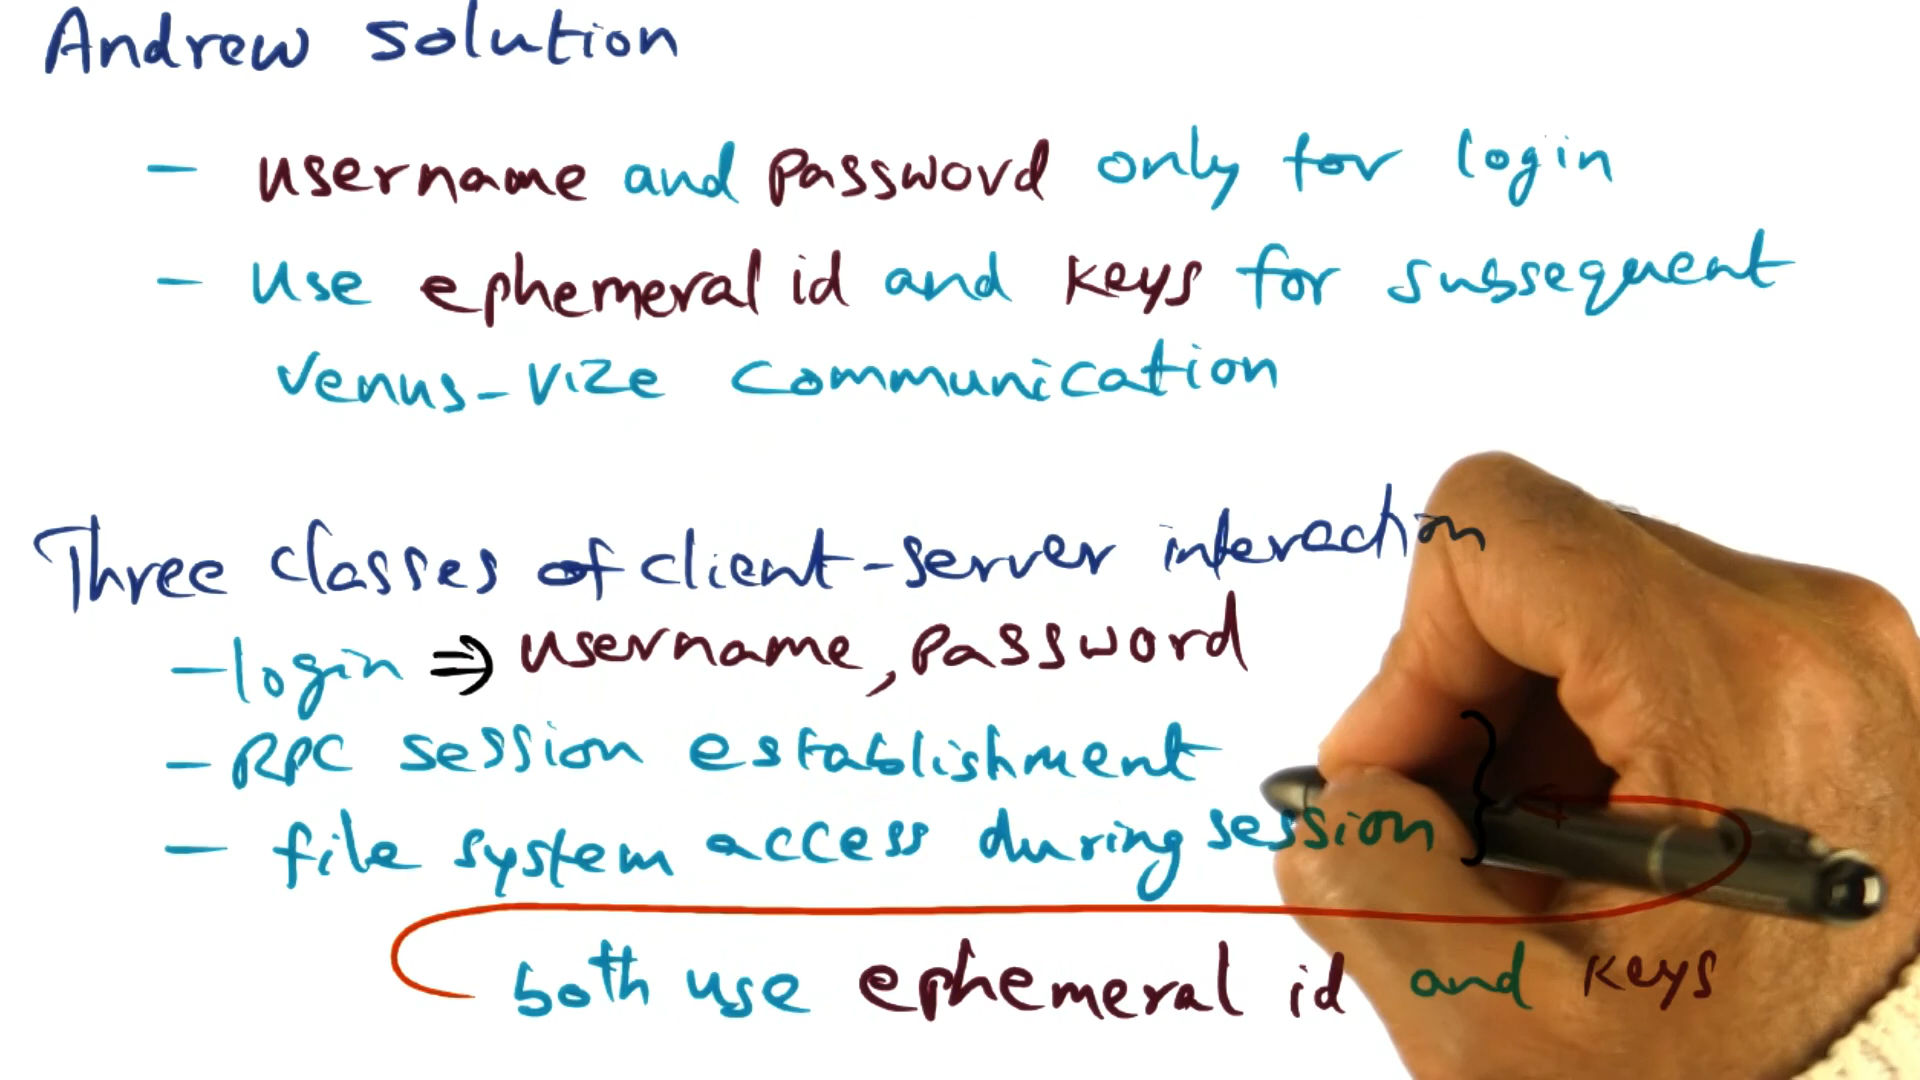 Andrew solution
- username and password only for login
- Use ephemeral id and keys for subsequent
venus-vize communication
Three classes of client-server interaction
- login ⇒ username, password
- RPC session establishment
- file system access during session
both use ephemeral id and keys